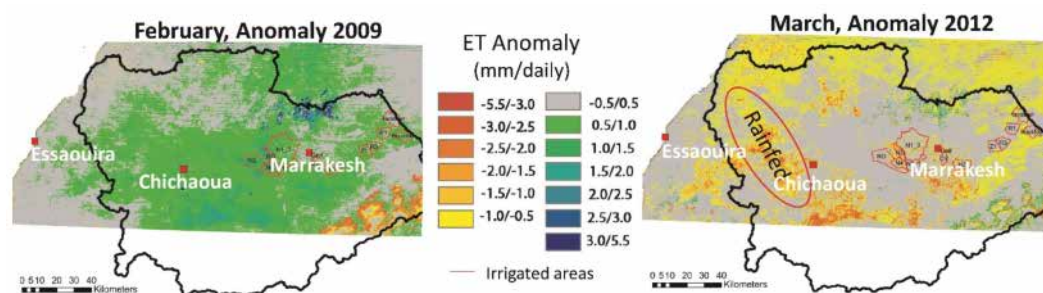 February, Anomaly 2009
Essaouira
Chichaoua
Marrakesh
0 5 10 20 30 40
Kilometers
ET Anomaly
(mm/daily)
-5.5/-3.0
-3.0/-2.5
-2.5/-2.0
-2.0/-1.5
-1.5/-1.0
-1.0/-0.5
-0.5/0.5
0.5/1.0
1.0/1.5
1.5/2.0
2.0/2.5
2.5/3.0
3.0/5.5
Irrigated areas
March, Anomaly 2012
Rainfed
Essaouira
Chichaoua
Marrakesh
0 5 10 20 30 40
Kilometers